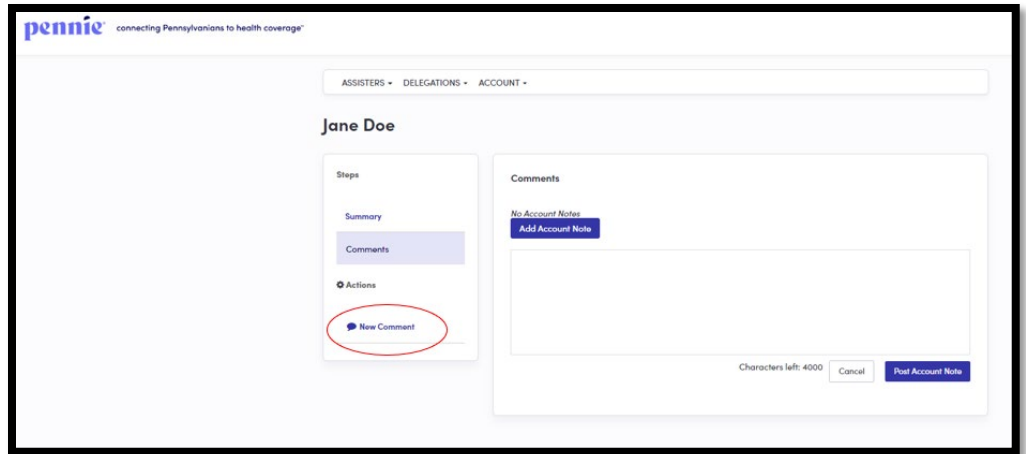 pennie connecting Pennsylvanians to health coverage™
ASSISTERS DELEGATIONS ACCOUNT
Jane Doe
Steps
Summary
Comments
Actions
New Comment
Comments
No Account Notes
Add Account Note
Characters left: 4000 Cancel Post Account Note